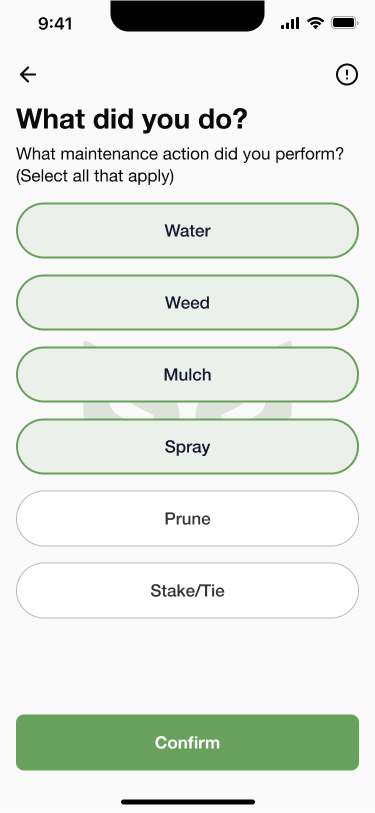 9:41
What did you do?
What maintenance action did you perform?
(Select all that apply)
Water
Weed
Mulch
Spray
Prune
Stake/Tie
Confirm